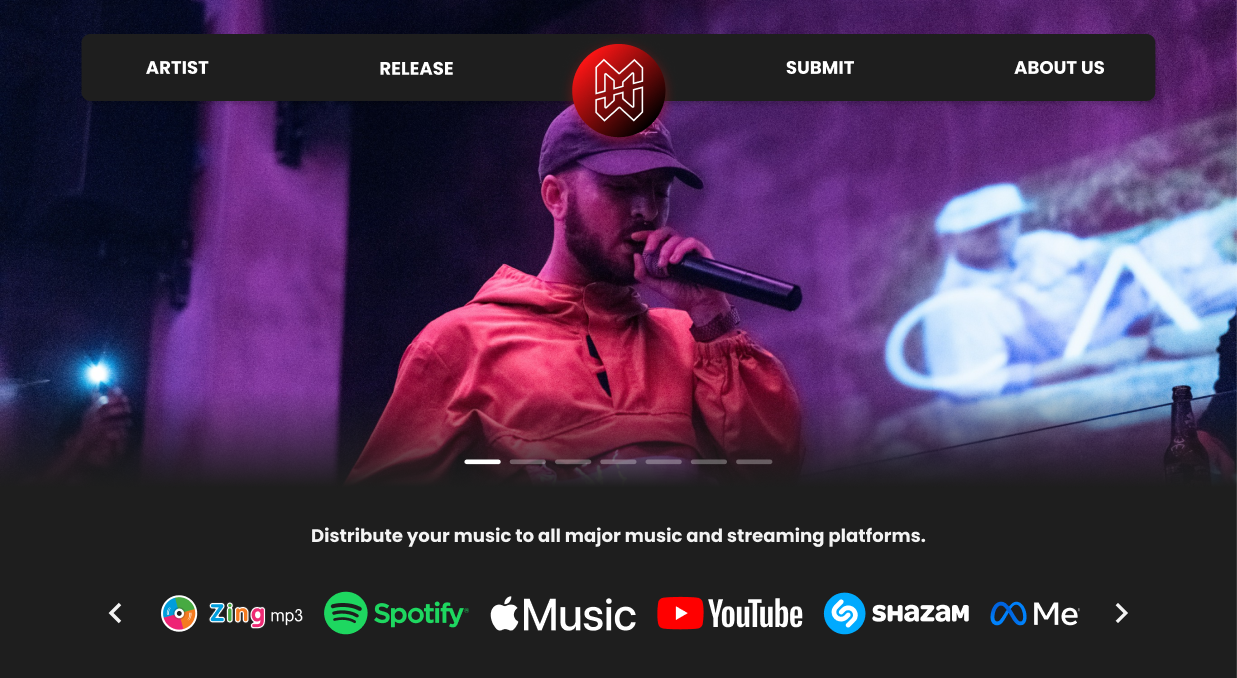 ARTIST
RELEASE
SUBMIT
ABOUT US
Distribute your music to all major music and streaming platforms.
Zing mp3
Spotify®
Music
YouTube
SHAZAM
Me